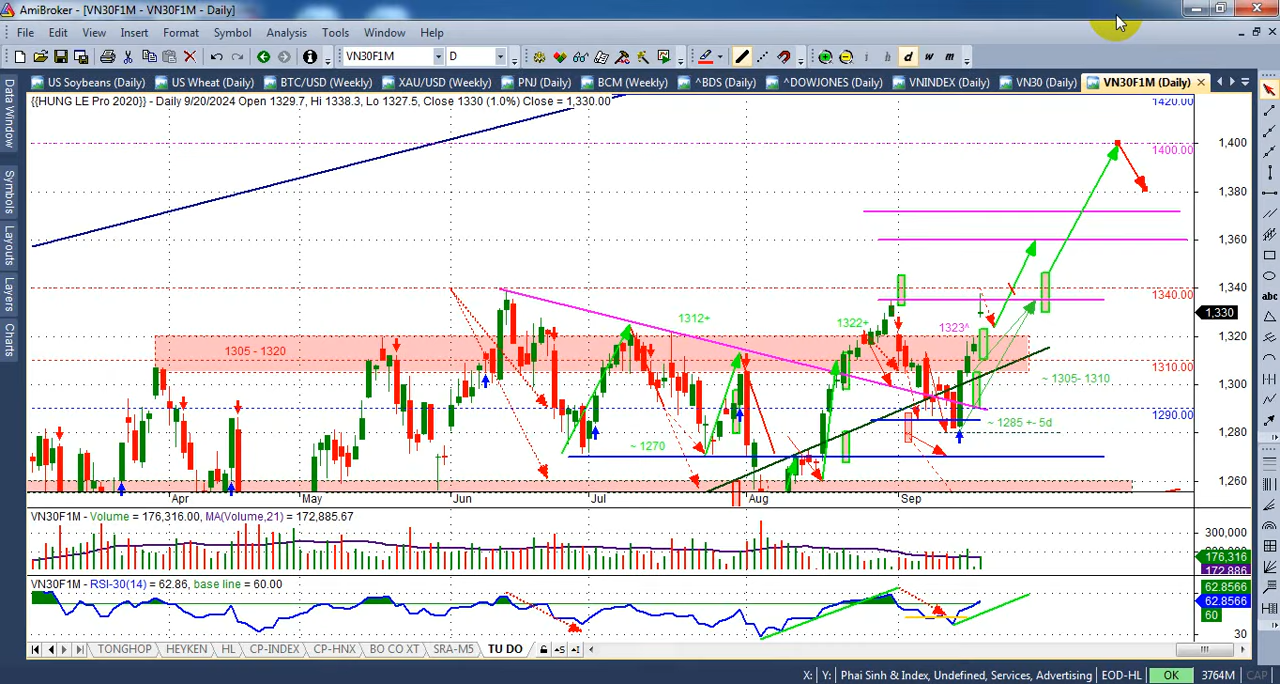 AmiBroker - [VN30F1M - VN30F1M - Daily]
File Edit View Insert Format Symbol Analysis Tools Window Help
VN30F1M D i h d w m
US Soybeans (Daily) US Wheat (Daily) BTC/USD (Weekly) XAU/USD (Weekly) PNJ (Daily) BCM (Weekly) ^BDS (Daily) ^DOWJONES (Daily) VNINDEX (Daily) VN30 (Daily) VN30F1M (Daily)
Data Window
Symbols
Layouts
Layers
Charts
abc
{{HUNG LE Pro 2020}} - Daily 9/20/2024 Open 1329.7, Hi 1338.3, Lo 1327.5, Close 1330 (1.0%) Close = 1,330.00
1420.00
1,400
1400.00
1,380
1,360
1,340
1340.00
1,330
1312+
1322+
1323^
1,320
1305 - 1320
1310.00
~ 1305- 1310
1,300
1290.00
~ 1285 +- 5d
1,280
~ 1270
1,260
Apr May Jun Jul Aug Sep
VN30F1M - Volume = 176,316.00, MA(Volume,21) = 172,885.67
300,000
176,316
172,886
VN30F1M - RSI-30(14) = 62.86, base line = 60.00
62.8566
62.8566
60
30
TONGHOP HEYKEN HL CP-INDEX CP-HNX BO CO XT SRA-M5 TU DO
X: Y: Phai Sinh & Index, Undefined, Services, Advertising EOD-HL OK 3764M CAP